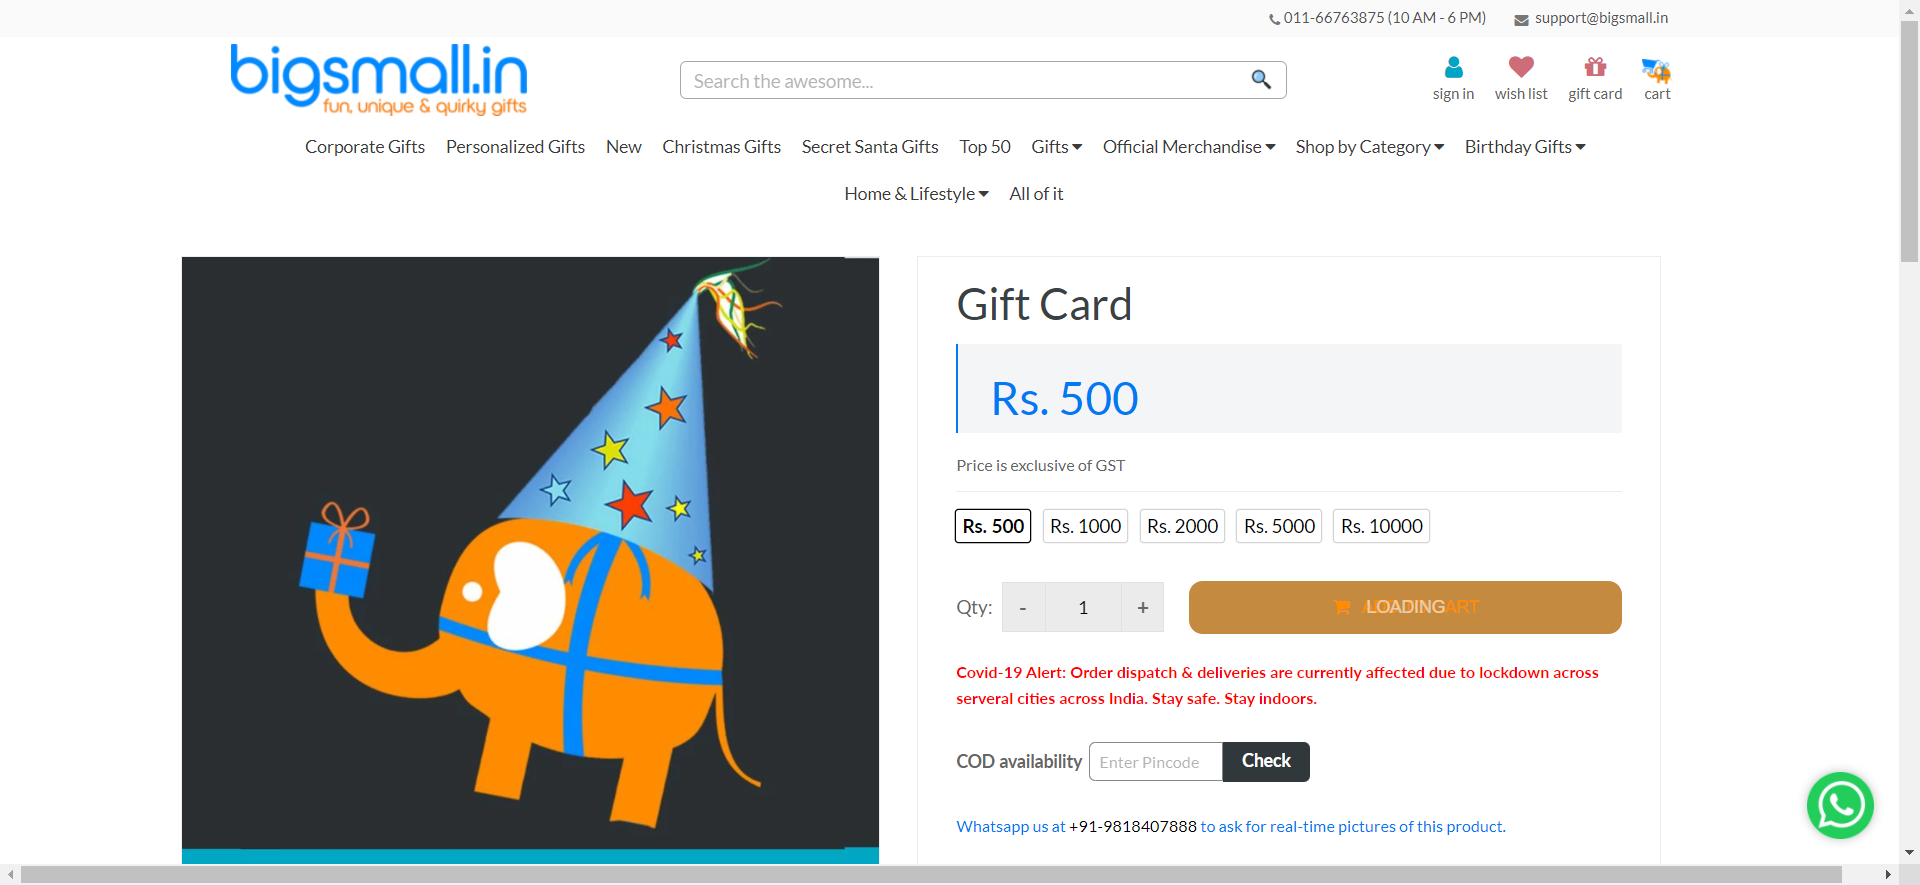 011-66763875 (10 AM - 6 PM) support@bigsmall.in
bigsmall.in
fun, unique & quirky gifts
Search the awesome...
sign in wish list gift card cart
Corporate Gifts Personalized Gifts New Christmas Gifts Secret Santa Gifts Top 50 Gifts Official Merchandise Shop by Category Birthday Gifts
Home & Lifestyle All of it
Gift Card
Rs. 500
Price is exclusive of GST
Rs. 500 Rs. 1000 Rs. 2000 Rs. 5000 Rs. 10000
Qty: - 1 + LOADING
Covid-19 Alert: Order dispatch & deliveries are currently affected due to lockdown across
serveral cities across India. Stay safe. Stay indoors.
COD availability Enter Pincode Check
Whatsapp us at +91-9818407888 to ask for real-time pictures of this product.